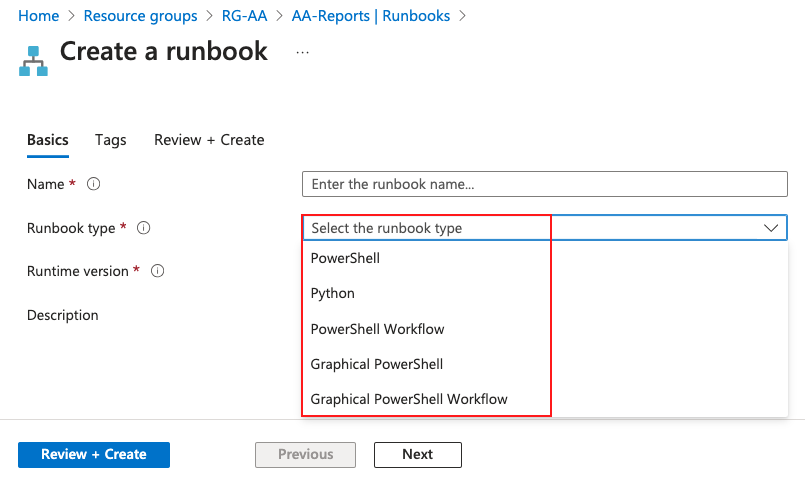 Home > Resource groups > RG-AA > AA-Reports | Runbooks >
Create a runbook ...
Basics Tags Review + Create
Name * Enter the runbook name...
Runbook type * Select the runbook type
PowerShell
Runtime version *
Python
Description
PowerShell Workflow
Graphical PowerShell
Graphical PowerShell Workflow
Review + Create Previous Next